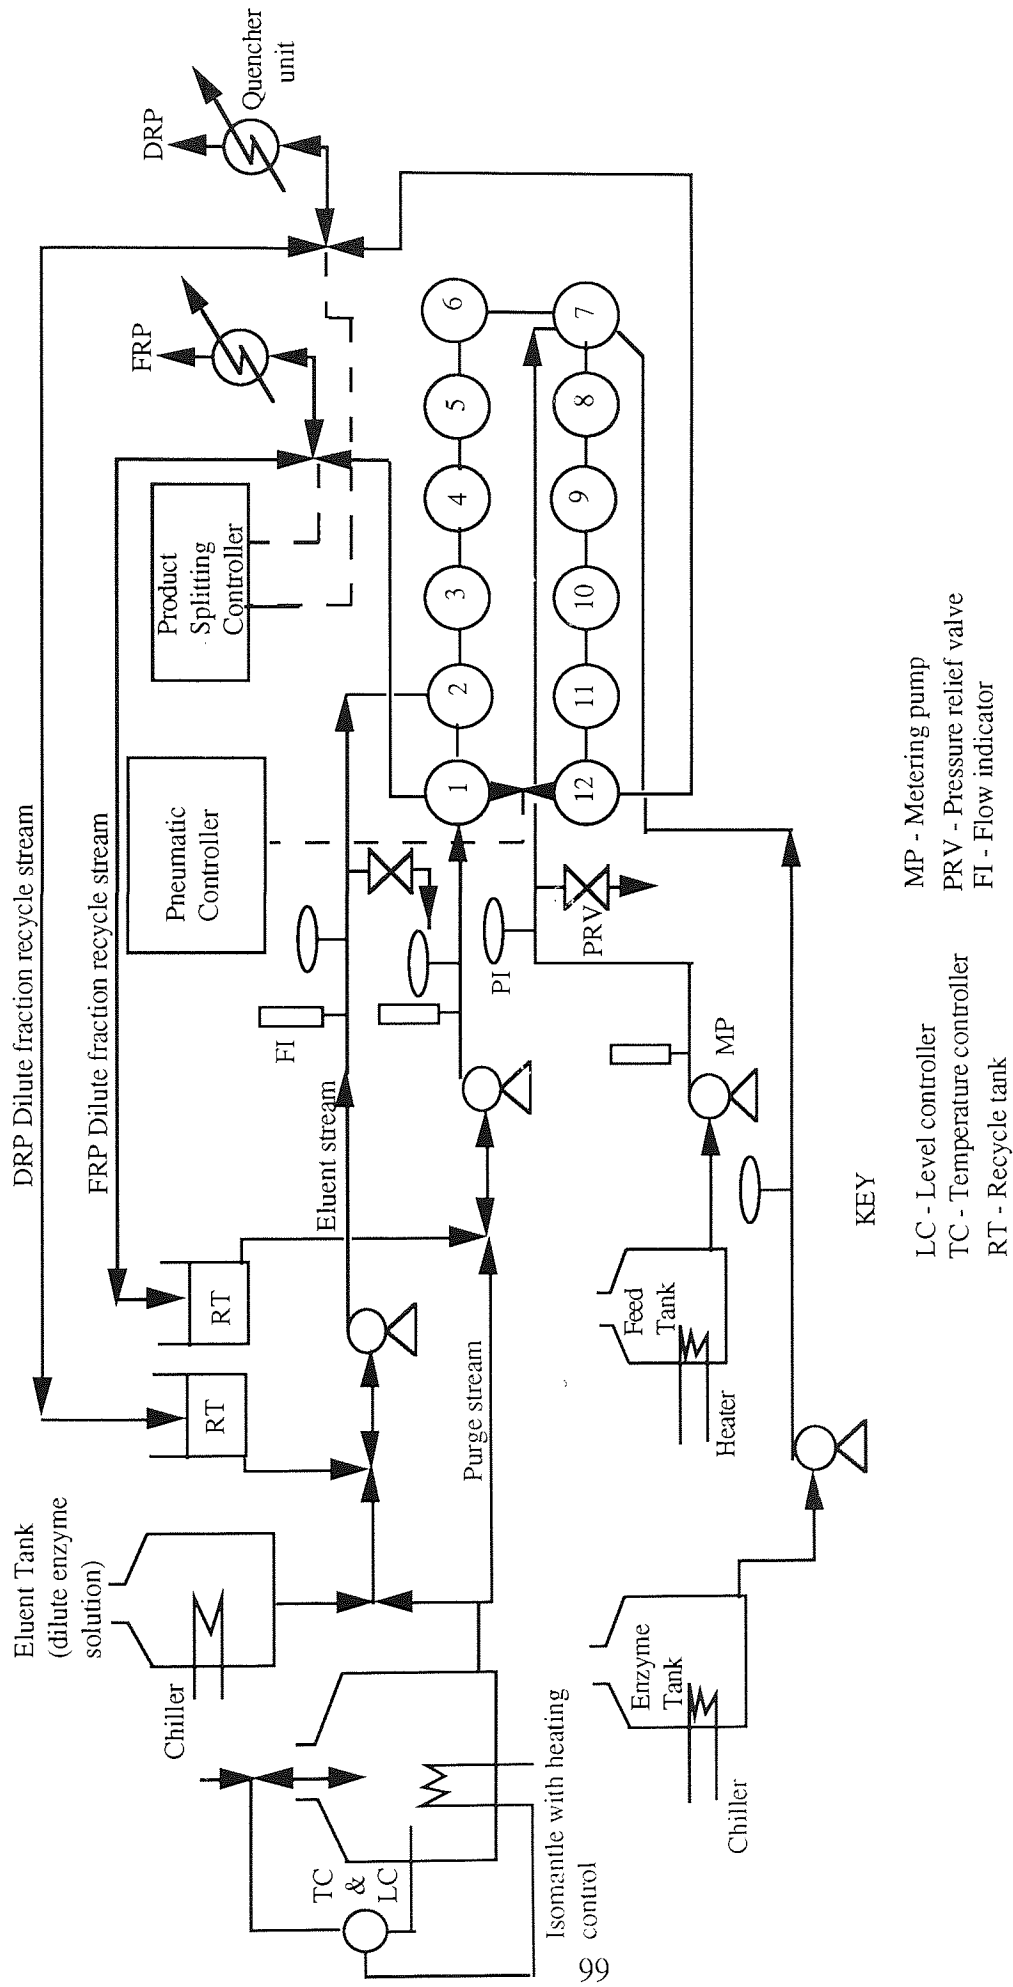 DRP Dilute fraction recycle stream
FRP Dilute fraction recycle stream
Eluent Tank
(dilute enzyme
solution)
Chiller
RT
RT
Pneumatic
Controller
Product
Splitting
Controller
FRP
DRP
Quencher
unit
FI
Eluent stream
Purge stream
PI
PRV
MP
1
2
3
4
5
6
7
8
9
10
11
12
TC
&
LC
Isomantle with heating
control
Feed
Tank
Heater
Enzyme
Tank
Chiller
KEY
LC - Level controller
TC - Temperature controller
RT - Recycle tank
MP - Metering pump
PRV - Pressure relief valve
FI - Flow indicator
99